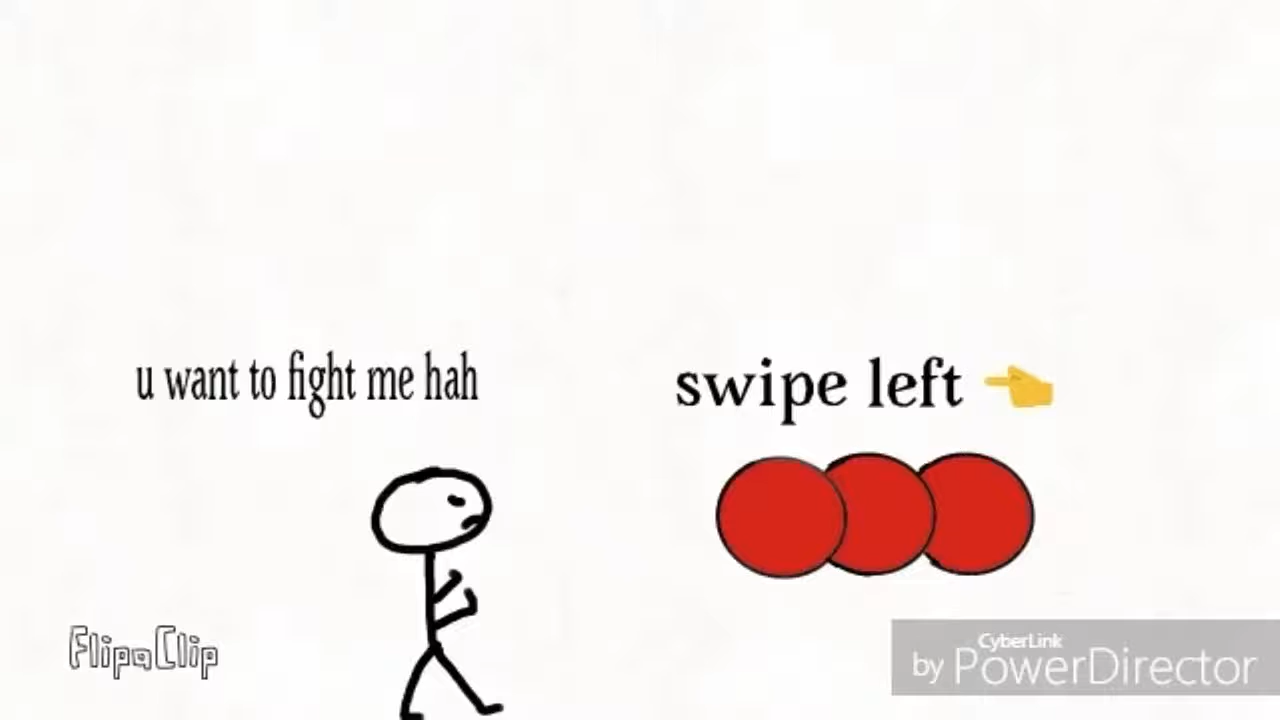 u want to fight me hah
swipe left 👈
FlipaClip
CyberLink
by PowerDirector